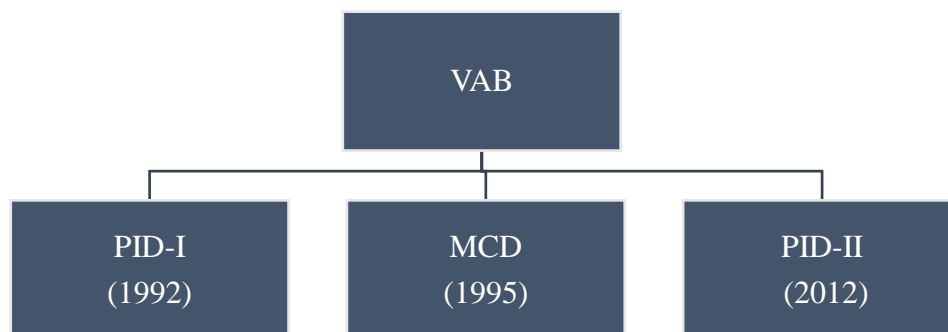 VAB
PID-I
(1992)
MCD
(1995)
PID-II
(2012)